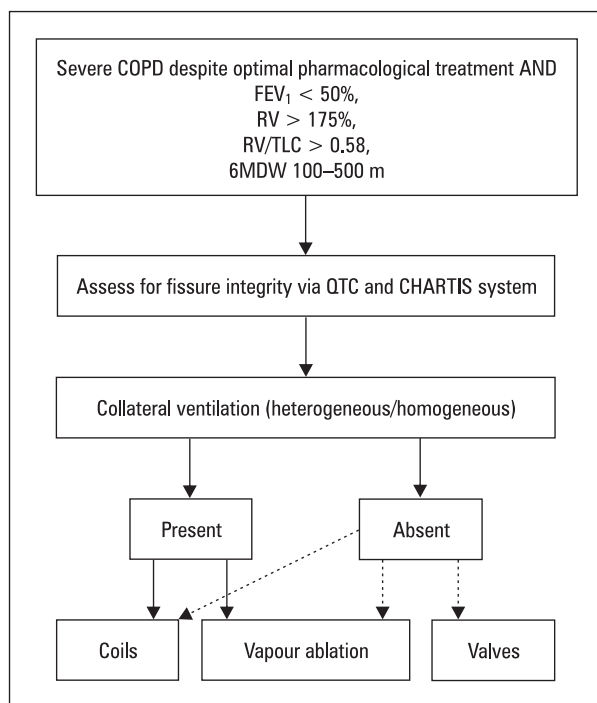 Severe COPD despite optimal pharmacological treatment AND
FEV₁ < 50%,
RV > 175%,
RV/TLC > 0.58,
6MDW 100–500 m
Assess for fissure integrity via QTC and CHARTIS system
Collateral ventilation (heterogeneous/homogeneous)
Present
Absent
Coils
Vapour ablation
Valves